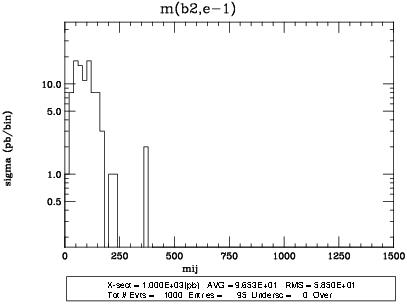 m(b2,e-1)
sigma (pb/bin)
10.0
5.0
1.0
0.5
0 250 500 750 1000 1250 1500
mij
X-sect = 1.000E+03(pb) AVG = 9.653E+01 RMS = 5.850E+01
Tot # Evts = 1000 Entries = 95 Undersc = 0 Over